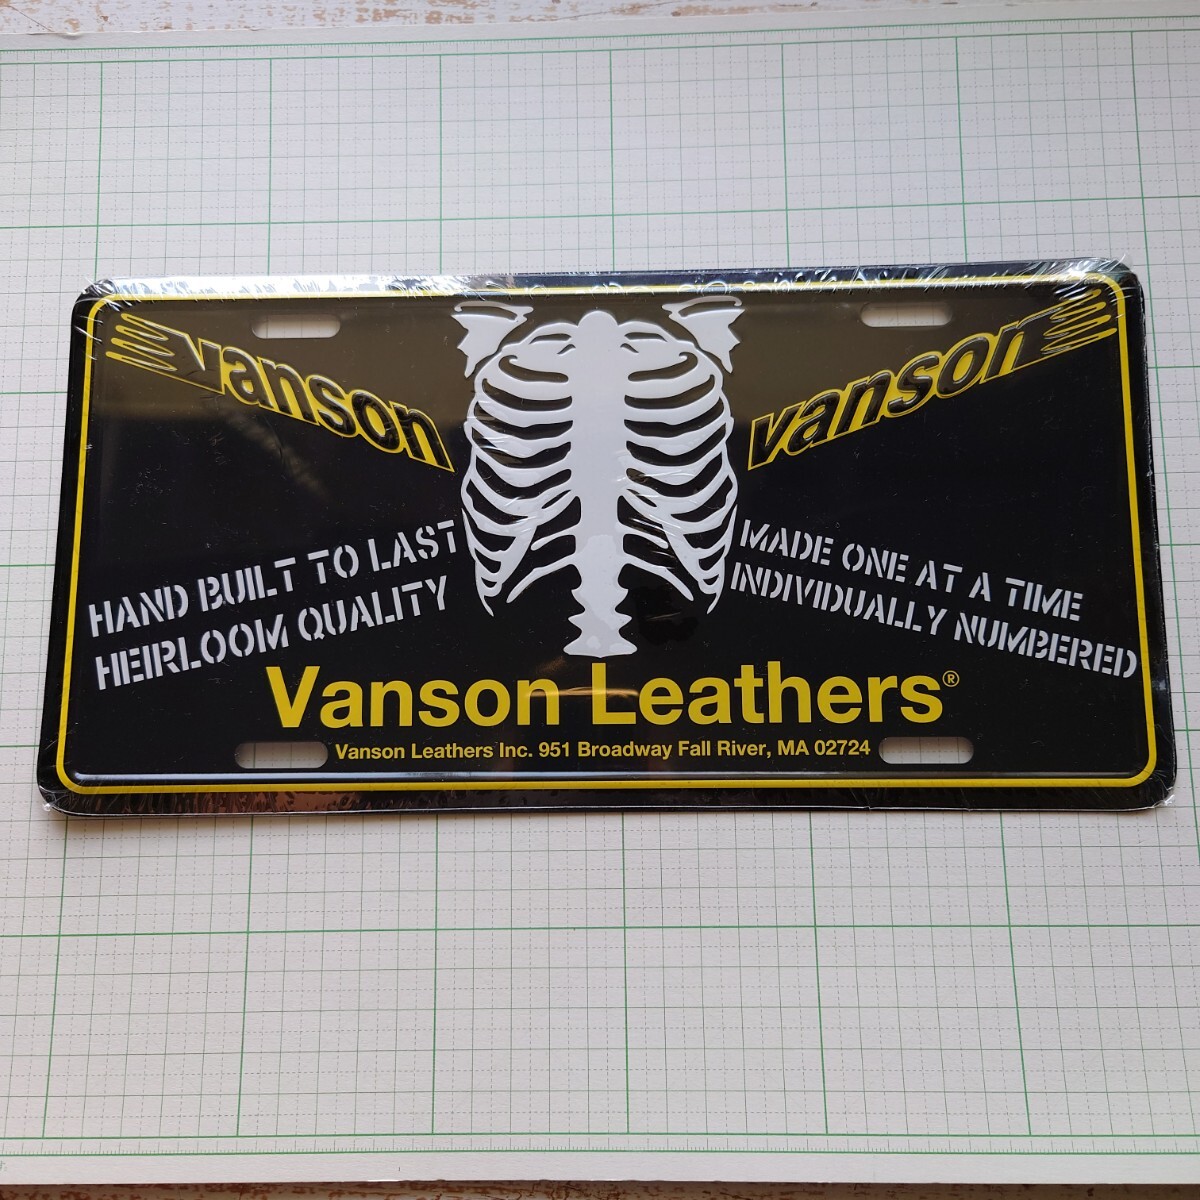 vanson
vanson
HAND BUILT TO LAST
HEIRLOOM QUALITY
MADE ONE AT A TIME
INDIVIDUALLY NUMBERED
Vanson Leathers®
Vanson Leathers Inc. 951 Broadway Fall River, MA 02724